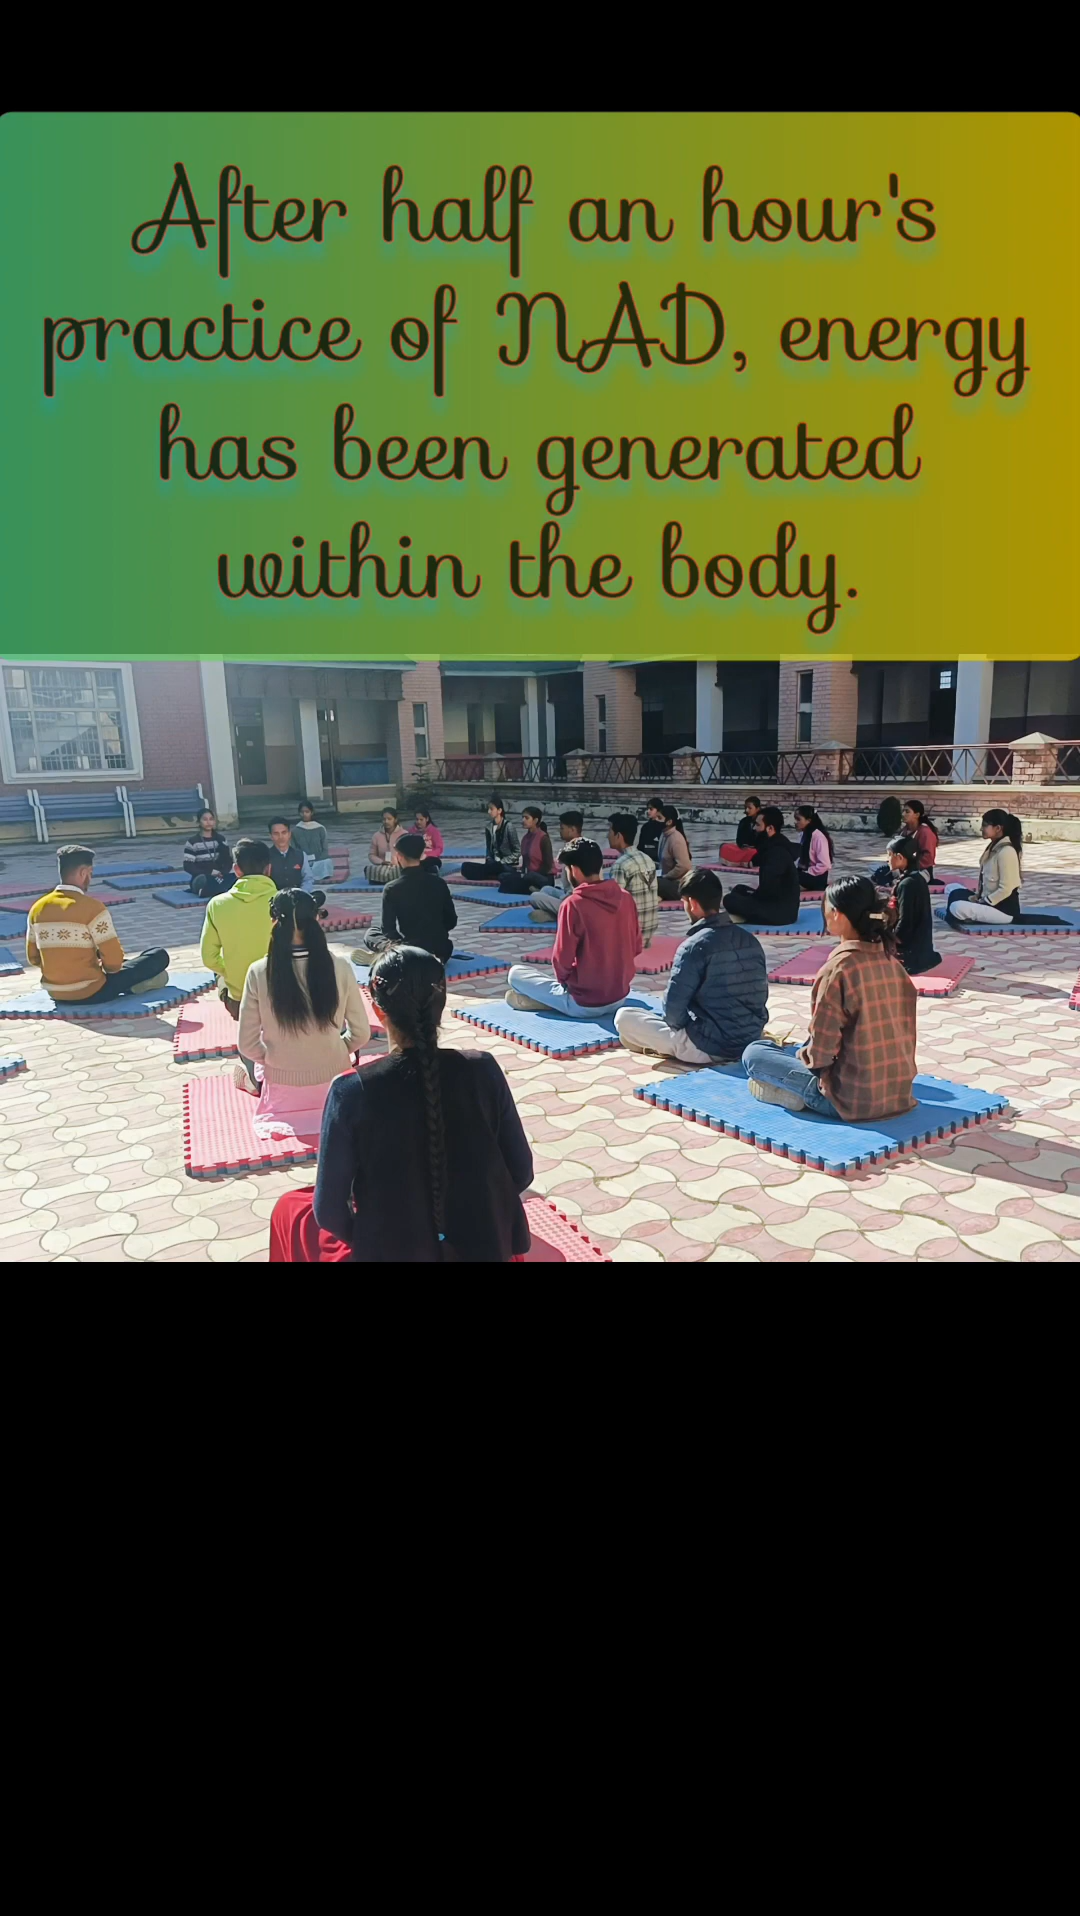 After half an hour's
practice of NAD, energy
has been generated
within the body.